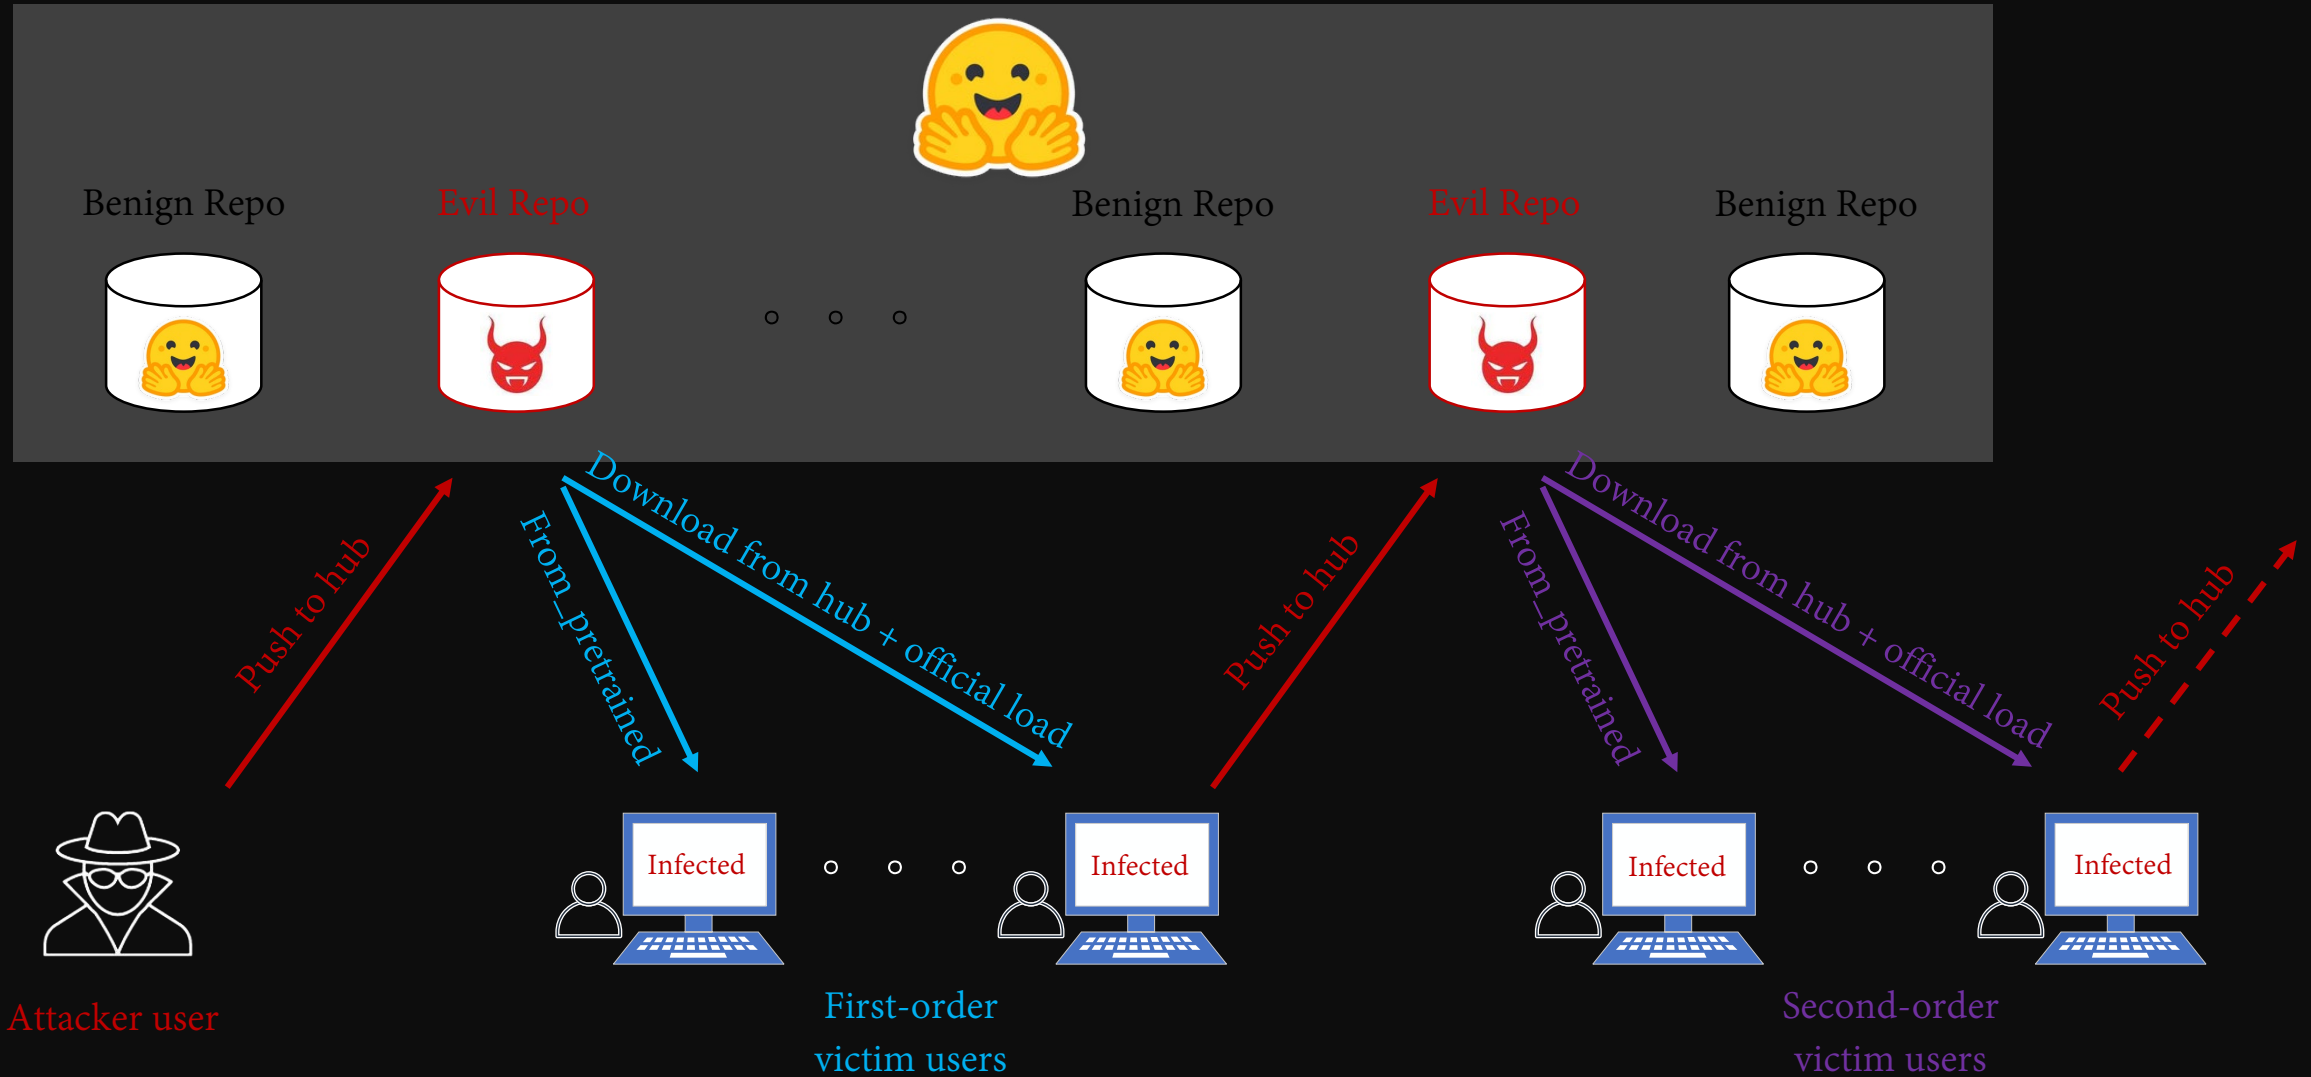 Benign Repo
Evil Repo
Benign Repo
Evil Repo
Benign Repo
Push to hub
From_pretrained
Download from hub + official load
Push to hub
From_pretrained
Download from hub + official load
Push to hub
Infected
Infected
Infected
Infected
Attacker user
First-order
victim users
Second-order
victim users